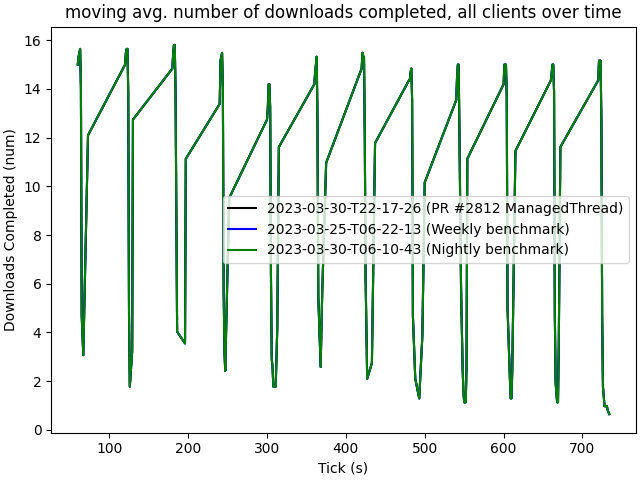 moving avg. number of downloads completed, all clients over time
Downloads Completed (num)
16
14
12
10
8
6
4
2
0
2023-03-30-T22-17-26 (PR #2812 ManagedThread)
2023-03-25-T06-22-13 (Weekly benchmark)
2023-03-30-T06-10-43 (Nightly benchmark)
100 200 300 400 500 600 700
Tick (s)